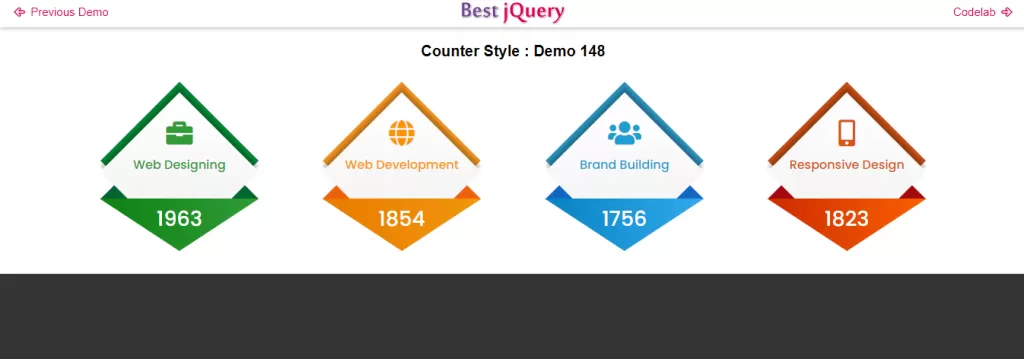 Previous Demo
Best jQuery
Codelab
Counter Style : Demo 148
Web Designing
1963
Web Development
1854
Brand Building
1756
Responsive Design
1823